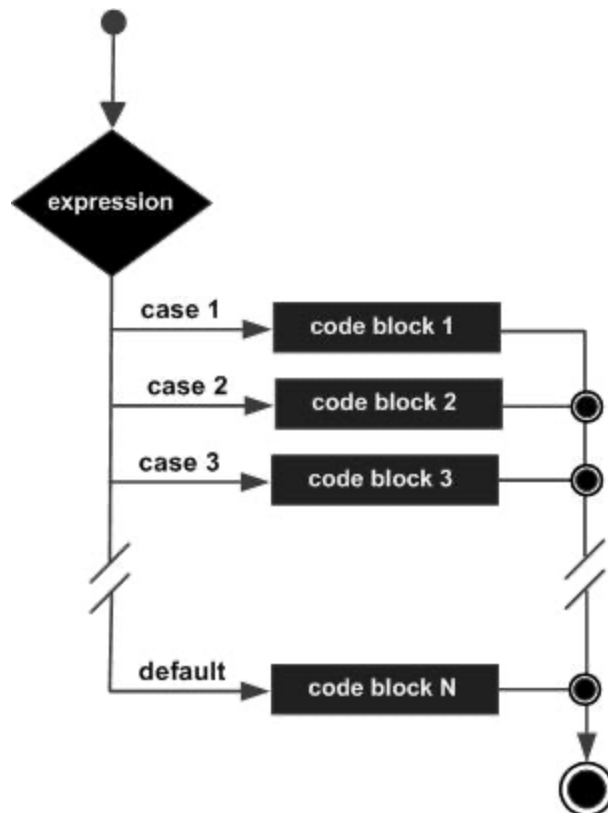 expression
case 1
code block 1
case 2
code block 2
case 3
code block 3
default
code block N